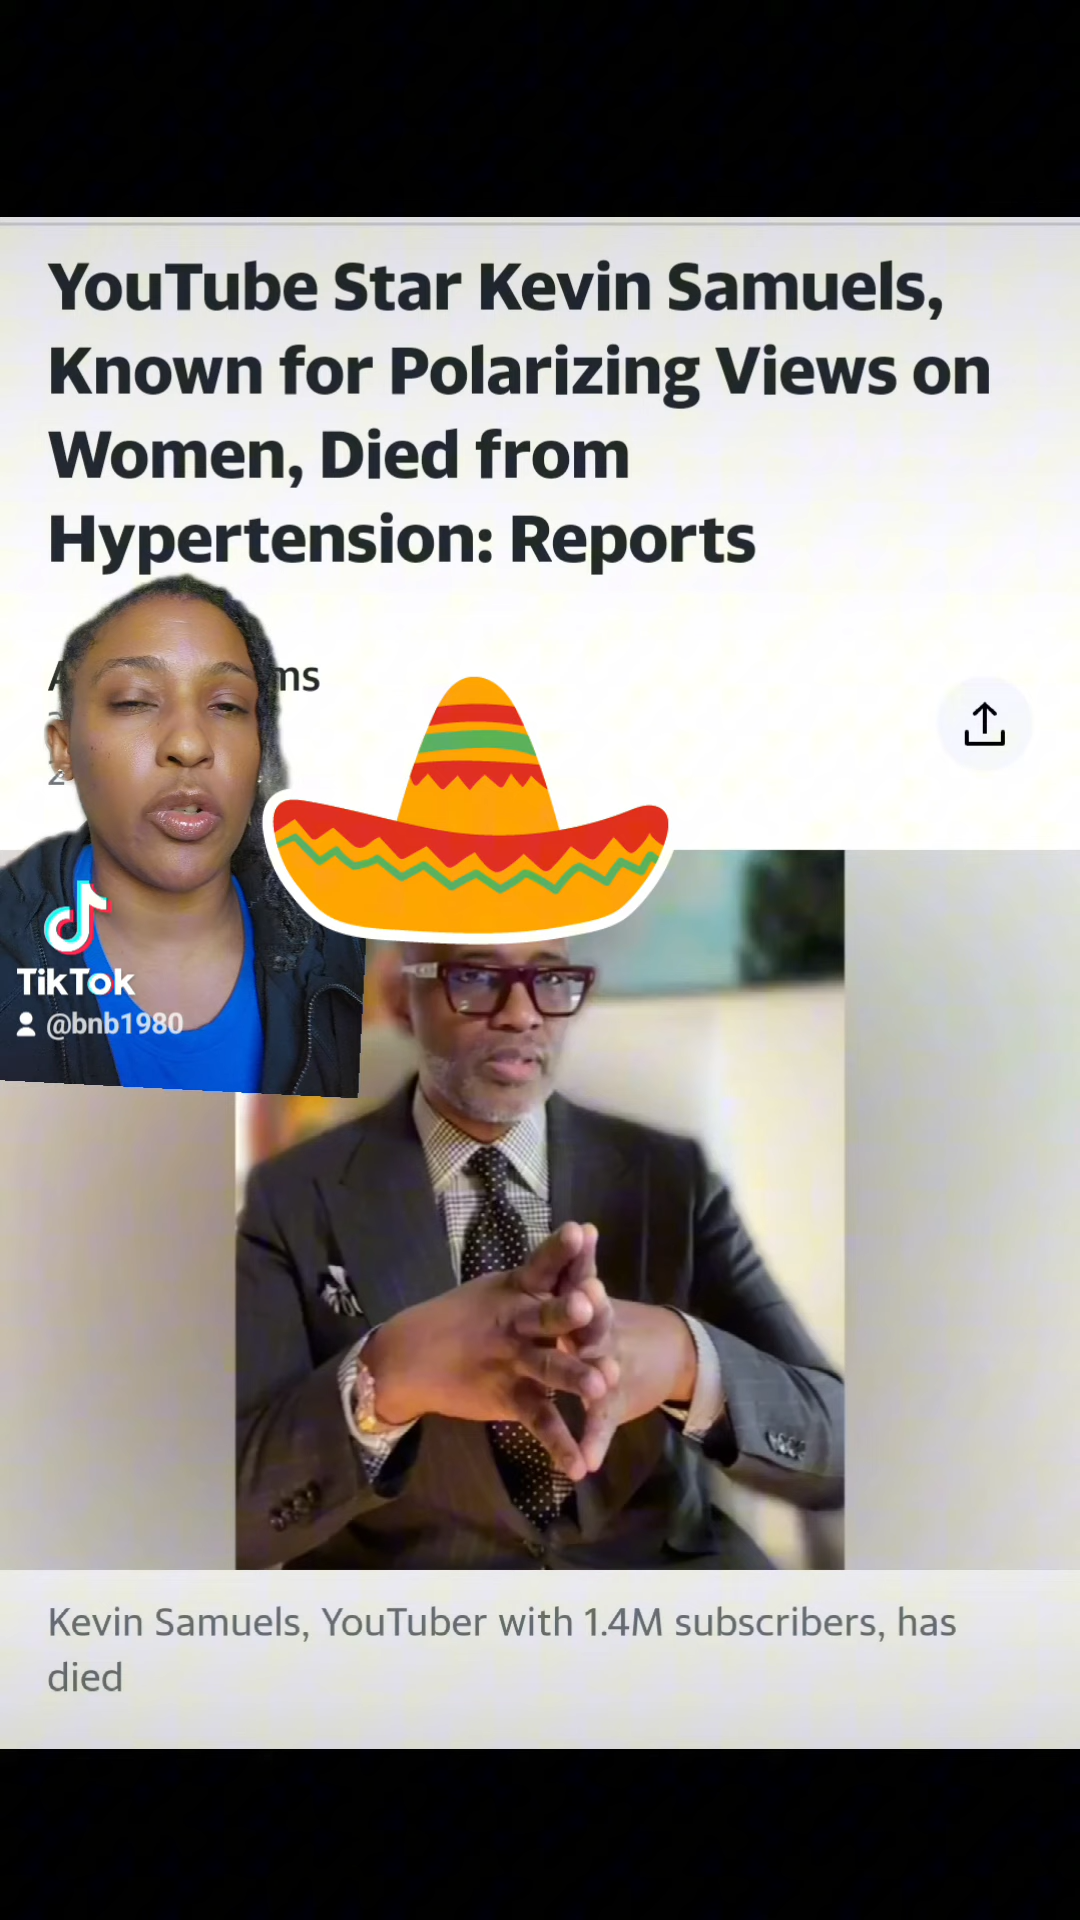 YouTube Star Kevin Samuels,
Known for Polarizing Views on
Women, Died from
Hypertension: Reports
TikTok
@bnb1980
Kevin Samuels, YouTuber with 1.4M subscribers, has
died